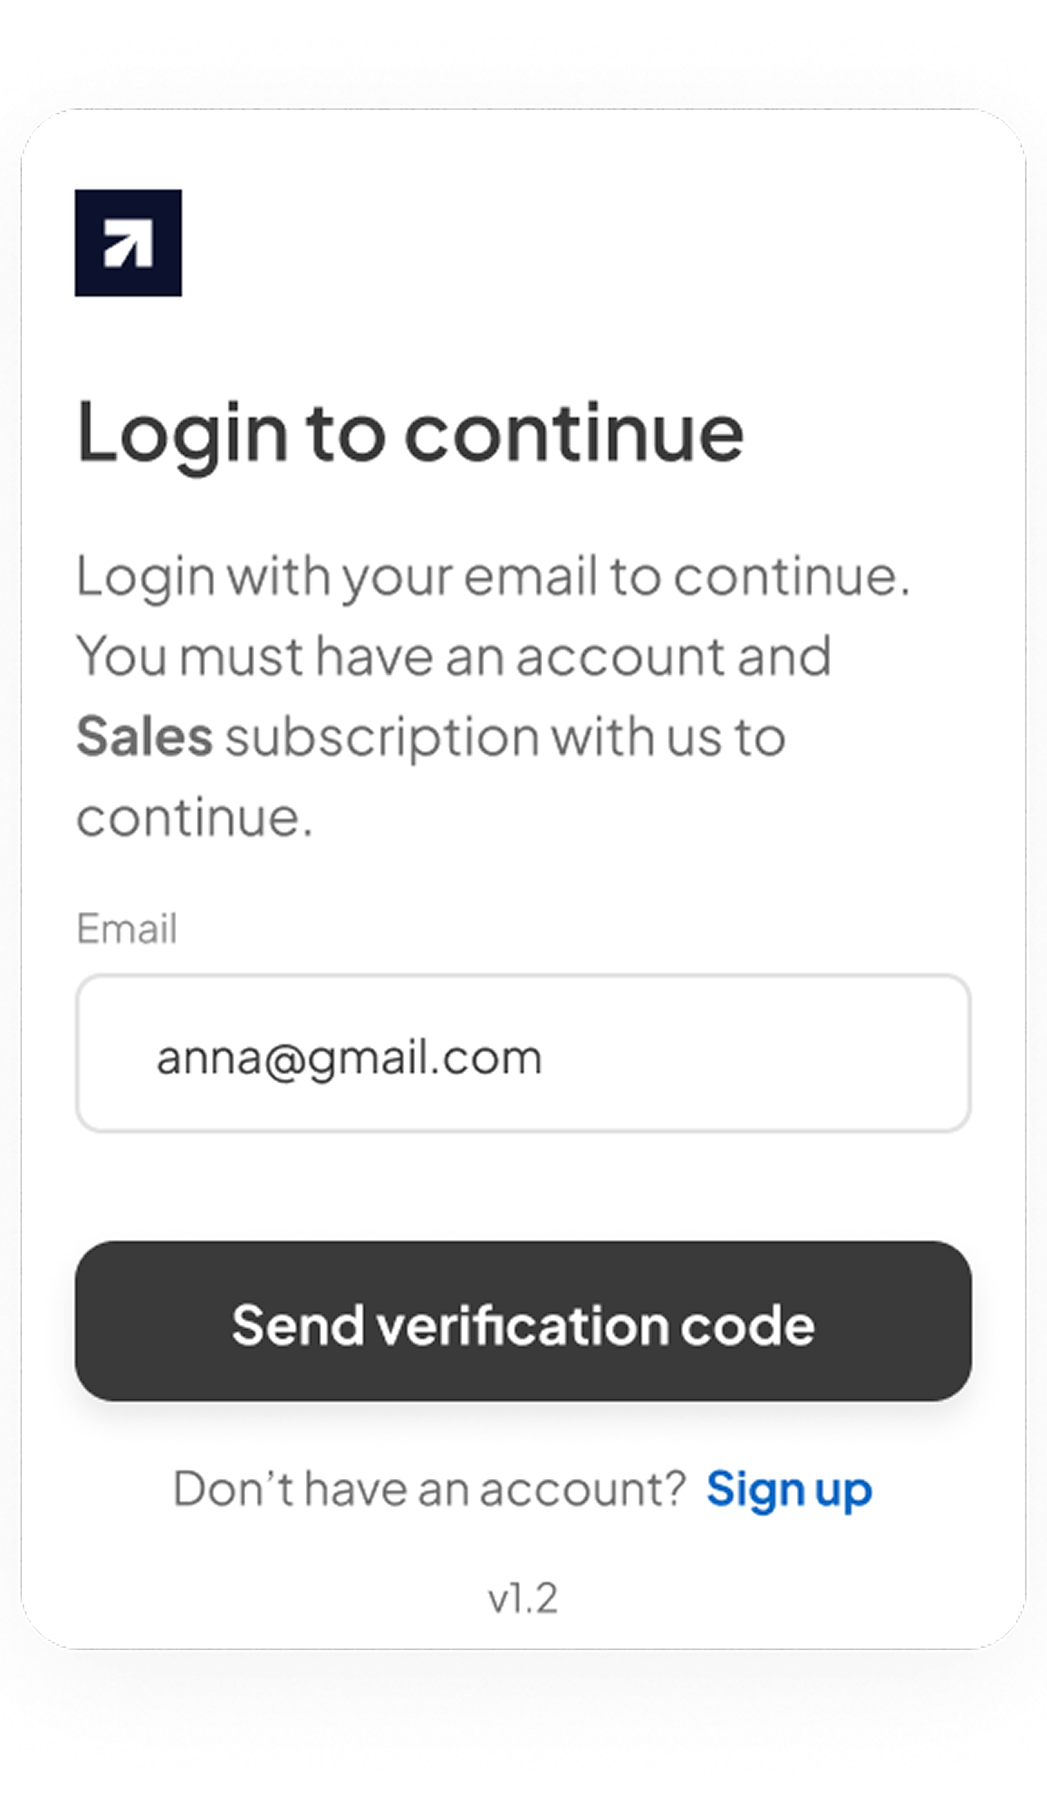 Login to continue
Login with your email to continue.
You must have an account and
Sales subscription with us to
continue.
Email
anna@gmail.com
Send verification code
Don’t have an account? Sign up
v1.2